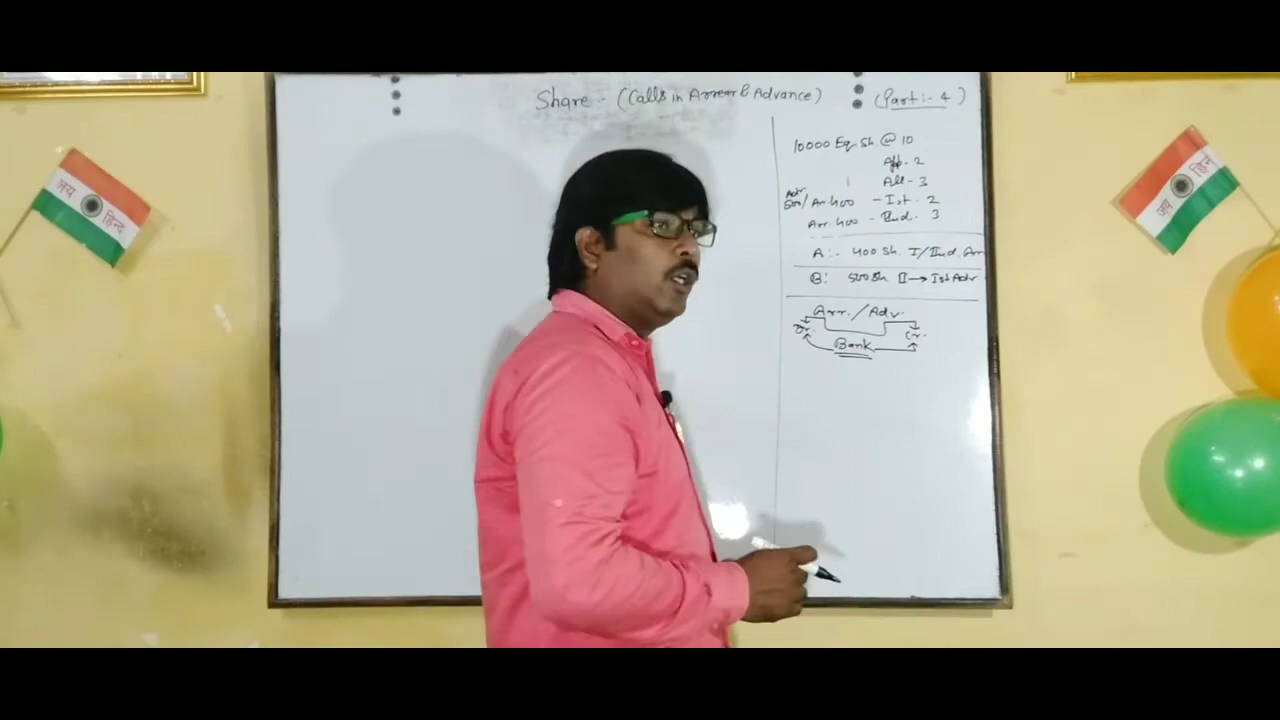 जय हिन्द
Share :- (Calls in Arrear & Advance) (Part :- 4)
10000 Eq. Sh. @ 10
App. - 2
All - 3
Adv. 500/Arr. 400 - Ist. 2
Arr. 400 - IInd. 3
A :- 400 Sh. I/IInd. Arr
B : 500 Sh. II → Ist Adv
Arr. / Adv.
Dr. Cr.
Bank
जय हिन्द